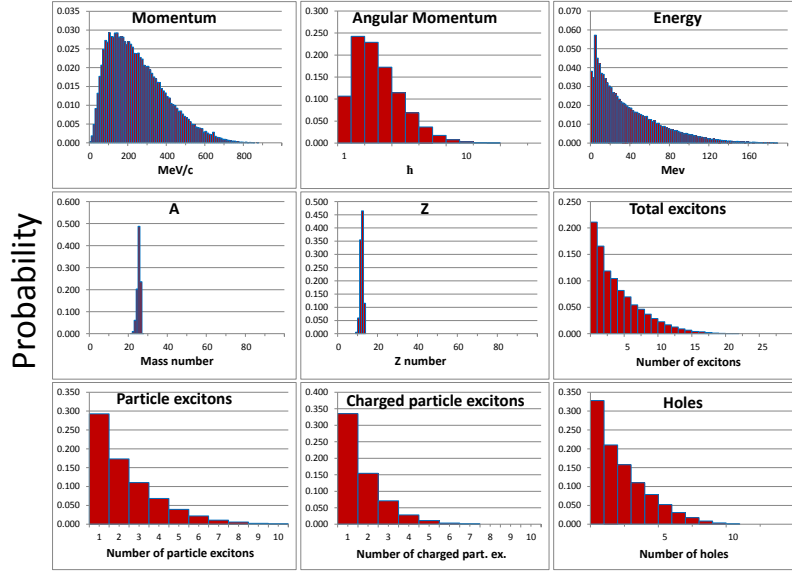 Probability
Momentum
0.035
0.030
0.025
0.020
0.015
0.010
0.005
0.000
0 200 400 600 800
MeV/c
Angular Momentum
0.300
0.250
0.200
0.150
0.100
0.050
0.000
1 10
ħ
Energy
0.070
0.060
0.050
0.040
0.030
0.020
0.010
0.000
0 40 80 120 160
Mev
A
0.600
0.500
0.400
0.300
0.200
0.100
0.000
0 20 40 60 80
Mass number
Z
0.500
0.450
0.400
0.350
0.300
0.250
0.200
0.150
0.100
0.050
0.000
0 20 40 60 80
Z number
Total excitons
0.250
0.200
0.150
0.100
0.050
0.000
5 10 15 20 25
Number of excitons
Particle excitons
0.350
0.300
0.250
0.200
0.150
0.100
0.050
0.000
1 2 3 4 5 6 7 8 9 10
Number of particle excitons
Charged particle excitons
0.400
0.350
0.300
0.250
0.200
0.150
0.100
0.050
0.000
1 2 3 4 5 6 7 8 9 10
Number of charged part. ex.
Holes
0.350
0.300
0.250
0.200
0.150
0.100
0.050
0.000
5 10
Number of holes